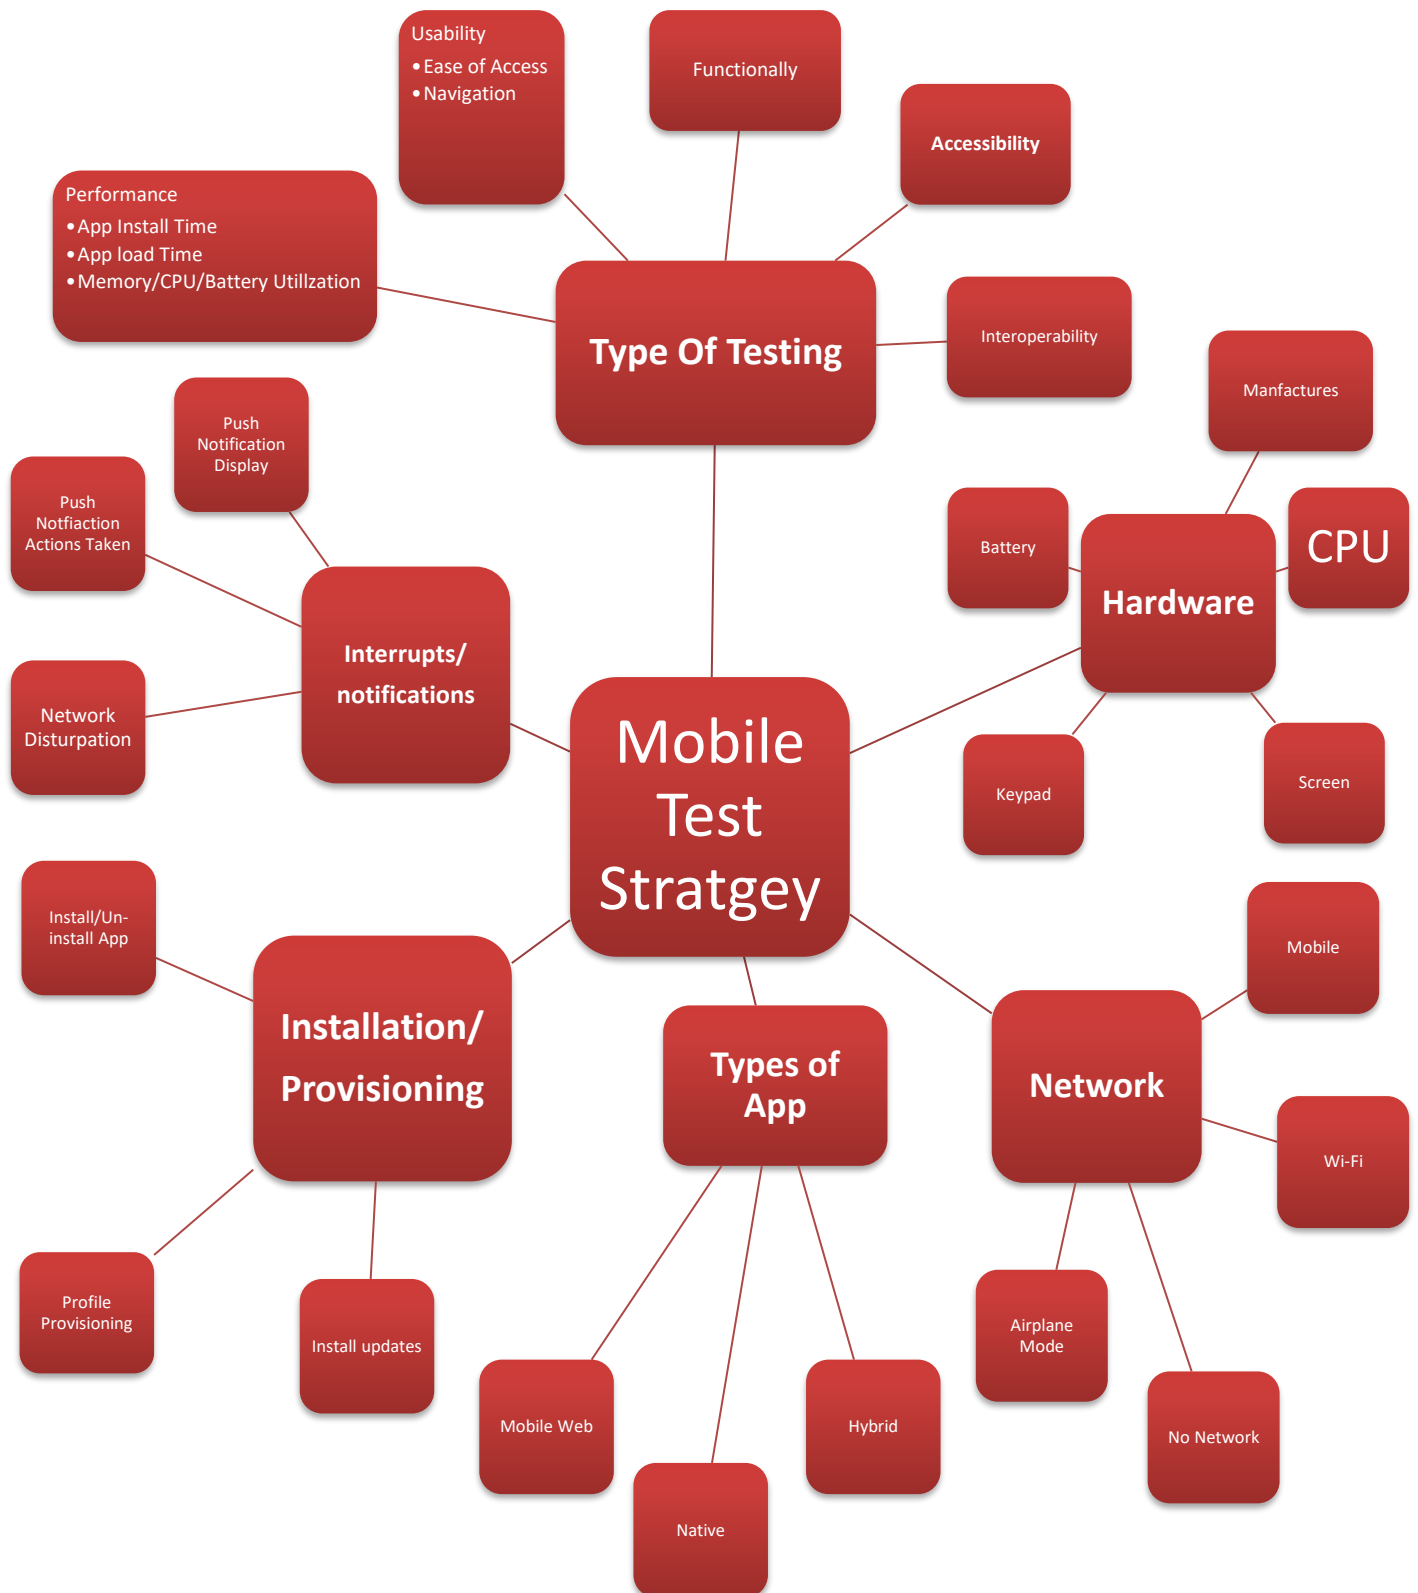 Usability
•Ease of Access
•Navigation
Functionally
Accessibility
Performance
•App Install Time
•App load Time
•Memory/CPU/Battery Utillzation
Type Of Testing
Interoperability
Manfactures
Push
Notification
Display
Push
Notfiaction
Actions Taken
Battery
CPU
Hardware
Interrupts/
notifications
Network
Disturpation
Mobile
Test
Stratgey
Keypad
Screen
Install/Un-
install App
Mobile
Installation/
Provisioning
Types of
App
Network
Wi-Fi
Profile
Provisioning
Install updates
Airplane
Mode
Mobile Web
Hybrid
No Network
Native